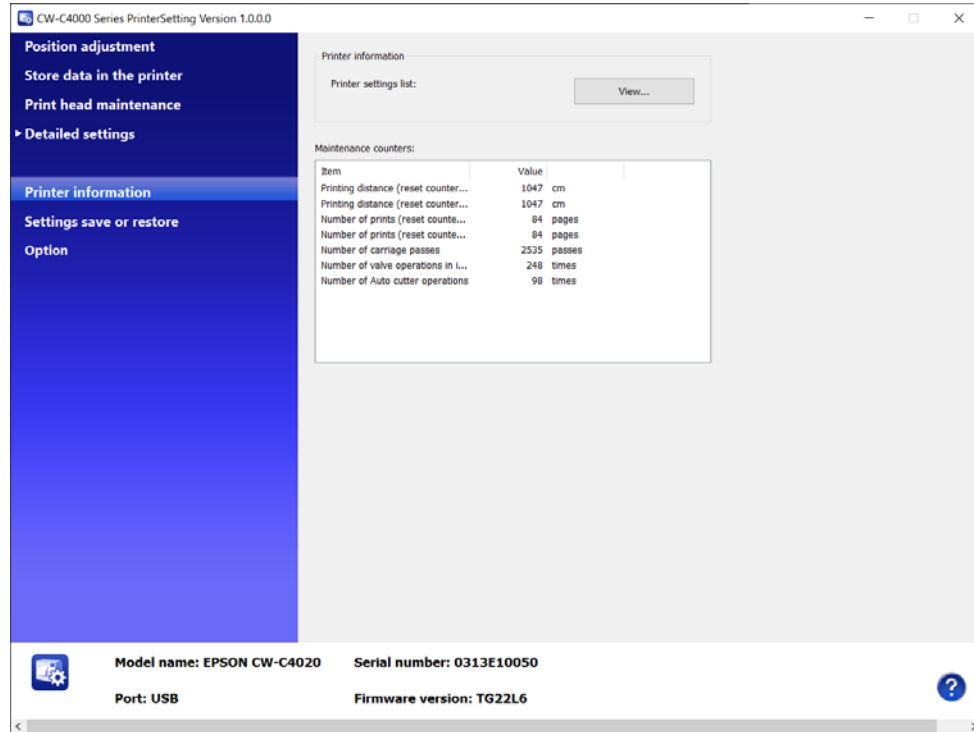 CW-C4000 Series PrinterSetting Version 1.0.0.0
Position adjustment
Store data in the printer
Print head maintenance
Detailed settings
Printer information
Settings save or restore
Option
Printer information
Printer settings list:
View...
Maintenance counters:
Item Value
Printing distance (reset counter... 1047 cm
Printing distance (reset counter... 1047 cm
Number of prints (reset counte... 84 pages
Number of prints (reset counte... 84 pages
Number of carriage passes 2535 passes
Number of valve operations in i... 248 times
Number of Auto cutter operations 98 times
Model name: EPSON CW-C4020 Serial number: 0313E10050
Port: USB Firmware version: TG22L6
?